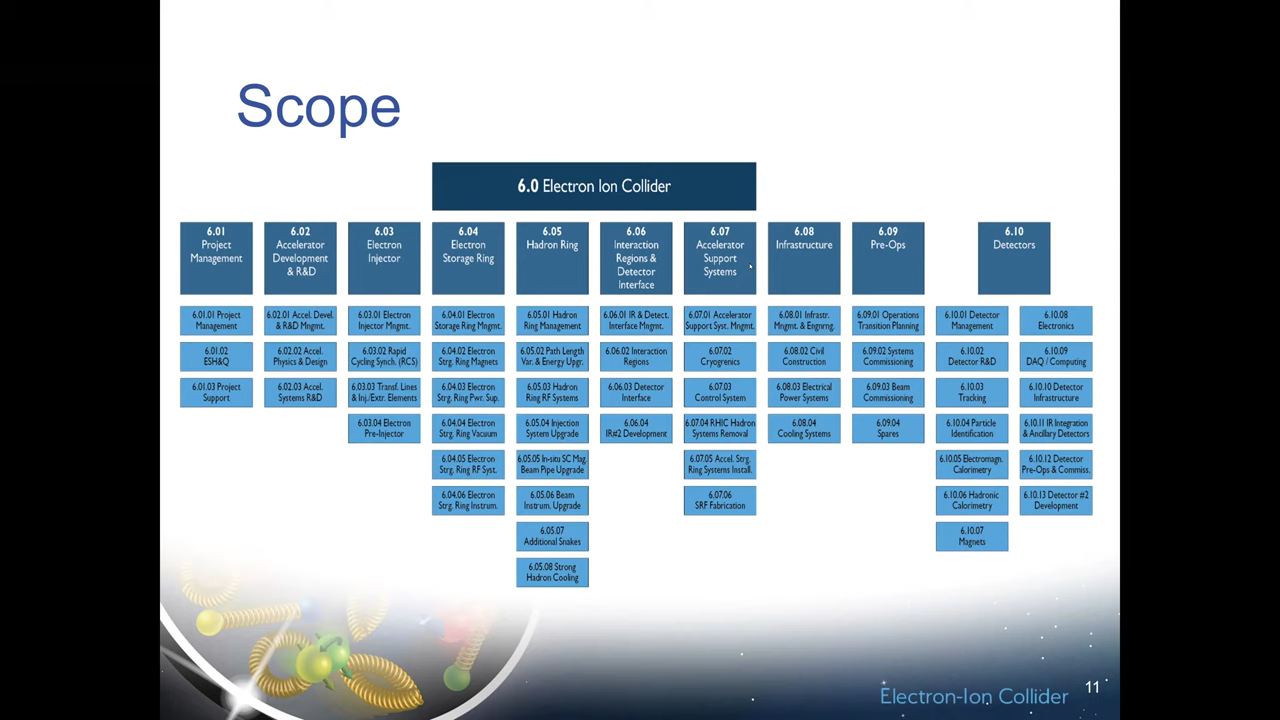 Scope
6.0 Electron Ion Collider
6.01
Project
Management
6.01.01 Project
Management
6.01.02
ESH&Q
6.01.03 Project
Support
6.02
Accelerator
Development
& R&D
6.02.01 Accel. Devel.
& R&D Mngmt.
6.02.02 Accel.
Physics & Design
6.02.03 Accel.
Systems R&D
6.03
Electron
Injector
6.03.01 Electron
Injector Mngmt.
6.03.02 Rapid
Cycling Synch. (RCS)
6.03.03 Transf. Lines
& Inj./Extr. Elements
6.03.04 Electron
Pre-Injector
6.04
Electron
Storage Ring
6.04.01 Electron
Storage Ring Mngmt.
6.04.02 Electron
Strg. Ring Magnets
6.04.03 Electron
Strg. Ring Pwr. Sup.
6.04.04 Electron
Strg. Ring Vacuum
6.04.05 Electron
Strg. Ring RF Syst.
6.04.06 Electron
Strg. Ring Instrum.
6.05
Hadron Ring
6.05.01 Hadron
Ring Management
6.05.02 Path Length
Var. & Energy Upgr.
6.05.03 Hadron
Ring RF Systems
6.05.04 Injection
System Upgrade
6.05.05 In-situ SC Mag.
Beam Pipe Upgrade
6.05.06 Beam
Instrum. Upgrade
6.05.07
Additional Snakes
6.05.08 Strong
Hadron Cooling
6.06
Interaction
Regions &
Detector
Interface
6.06.01 IR & Detect.
Interface Mngmt.
6.06.02 Interaction
Regions
6.06.03 Detector
Interface
6.06.04
IR#2 Development
6.07
Accelerator
Support
Systems
6.07.01 Accelerator
Support Syst. Mngmt.
6.07.02
Cryogenics
6.07.03
Control System
6.07.04 RHIC Hadron
Systems Removal
6.07.05 Accel. Strg.
Ring Systems Install.
6.07.06
SRF Fabrication
6.08
Infrastructure
6.08.01 Infrastr.
Mngmt. & Engnrg.
6.08.02 Civil
Construction
6.08.03 Electrical
Power Systems
6.08.04
Cooling Systems
6.09
Pre-Ops
6.09.01 Operations
Transition Planning
6.09.02 Systems
Commissioning
6.09.03 Beam
Commissioning
6.09.04
Spares
6.10
Detectors
6.10.01 Detector
Management
6.10.02
Detector R&D
6.10.03
Tracking
6.10.04 Particle
Identification
6.10.05 Electromagn.
Calorimetry
6.10.06 Hadronic
Calorimetry
6.10.07
Magnets
6.10.08
Electronics
6.10.09
DAQ / Computing
6.10.10 Detector
Infrastructure
6.10.11 IR Integration
& Ancillary Detectors
6.10.12 Detector
Pre-Ops & Commiss.
6.10.13 Detector #2
Development
Electron-Ion Collider
11